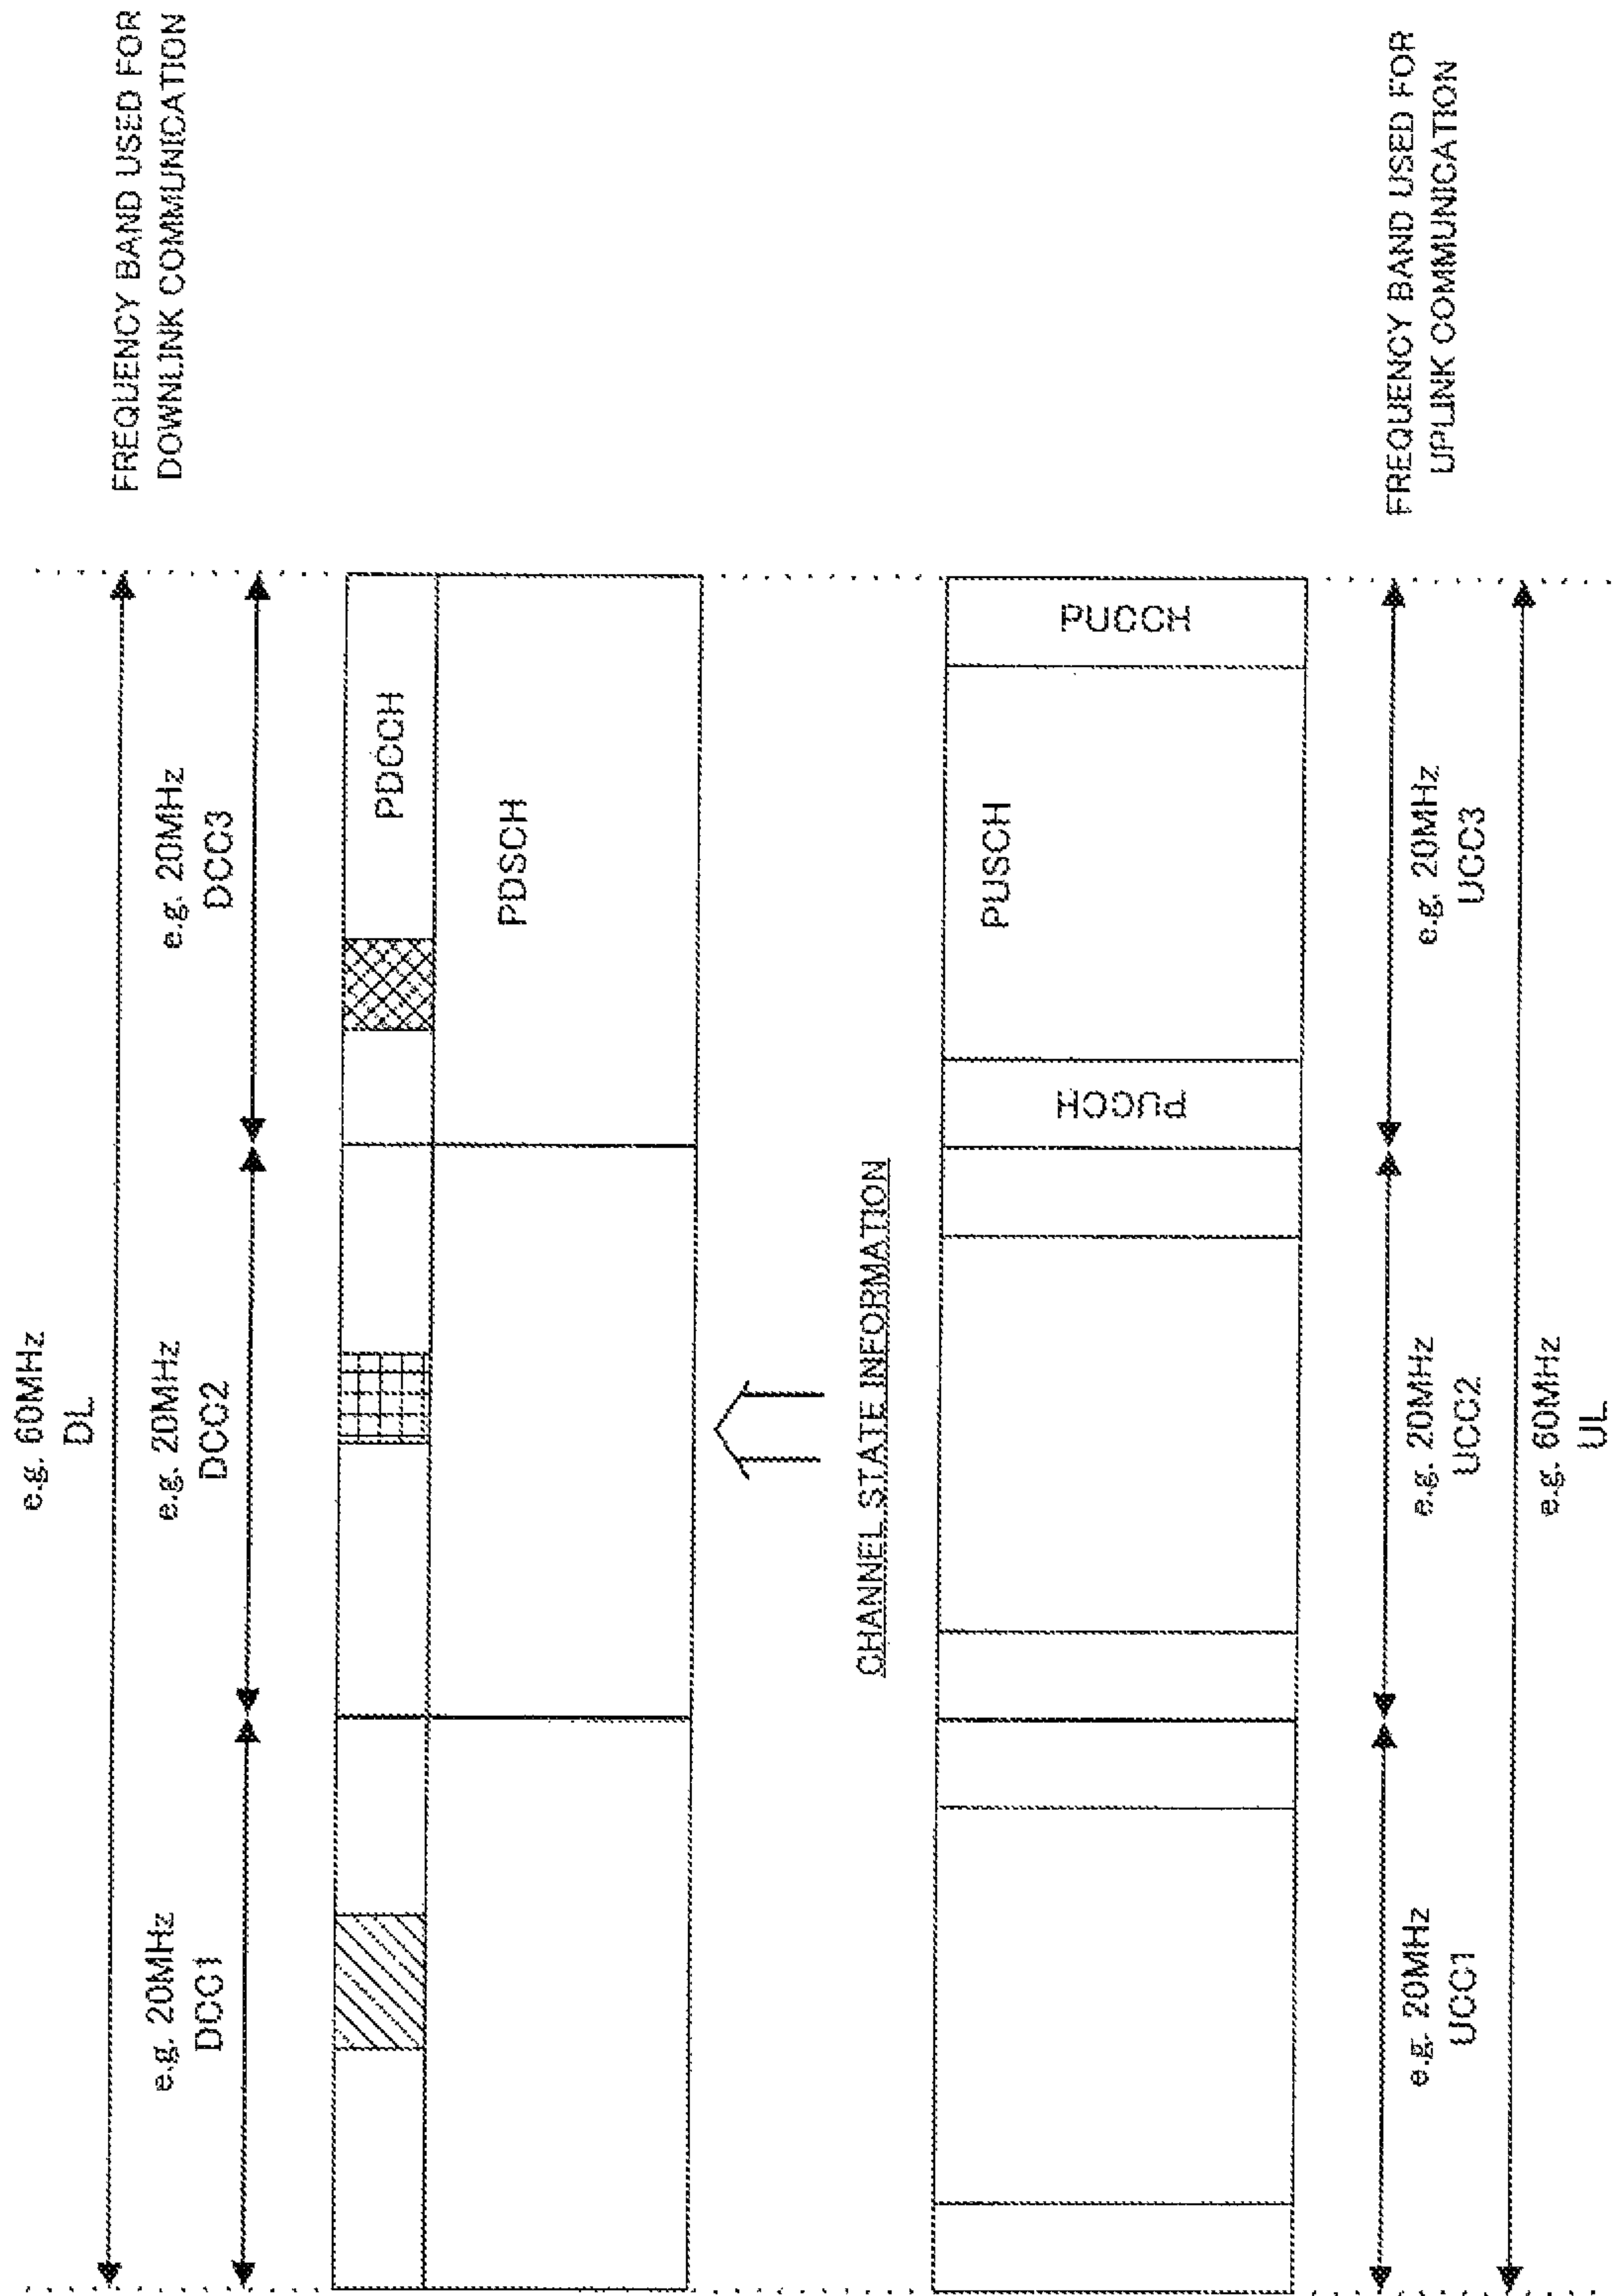 e.g. 60MHz
DL
FREQUENCY BAND USED FOR
DOWNLINK COMMUNICATION
e.g. 20MHz
DCC1
e.g. 20MHz
DCC2
e.g. 20MHz
DCC3
PDCCH
PDSCH
CHANNEL STATE INFORMATION
PUCCH
PUSCH
PUCCH
e.g. 20MHz
UCC1
e.g. 20MHz
UCC2
e.g. 20MHz
UCC3
FREQUENCY BAND USED FOR
UPLINK COMMUNICATION
e.g. 60MHz
UL